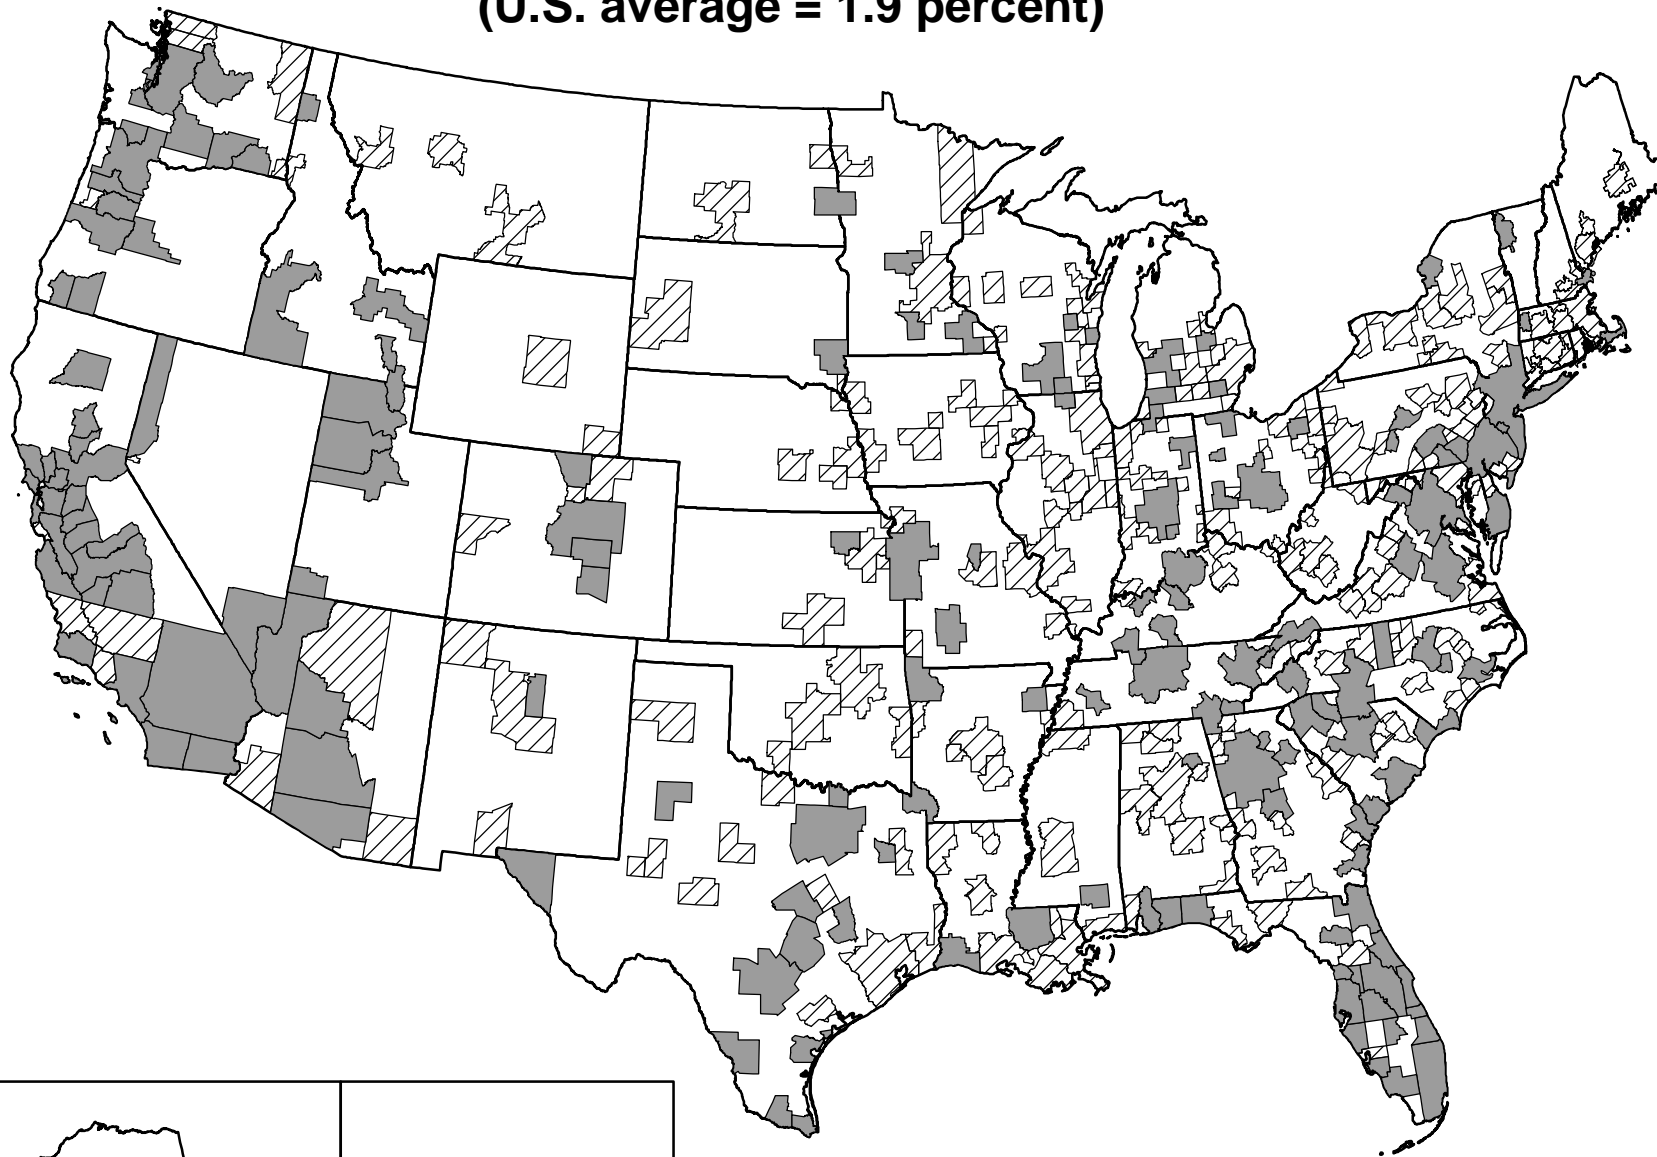 (U.S. average = 1.9 percent)